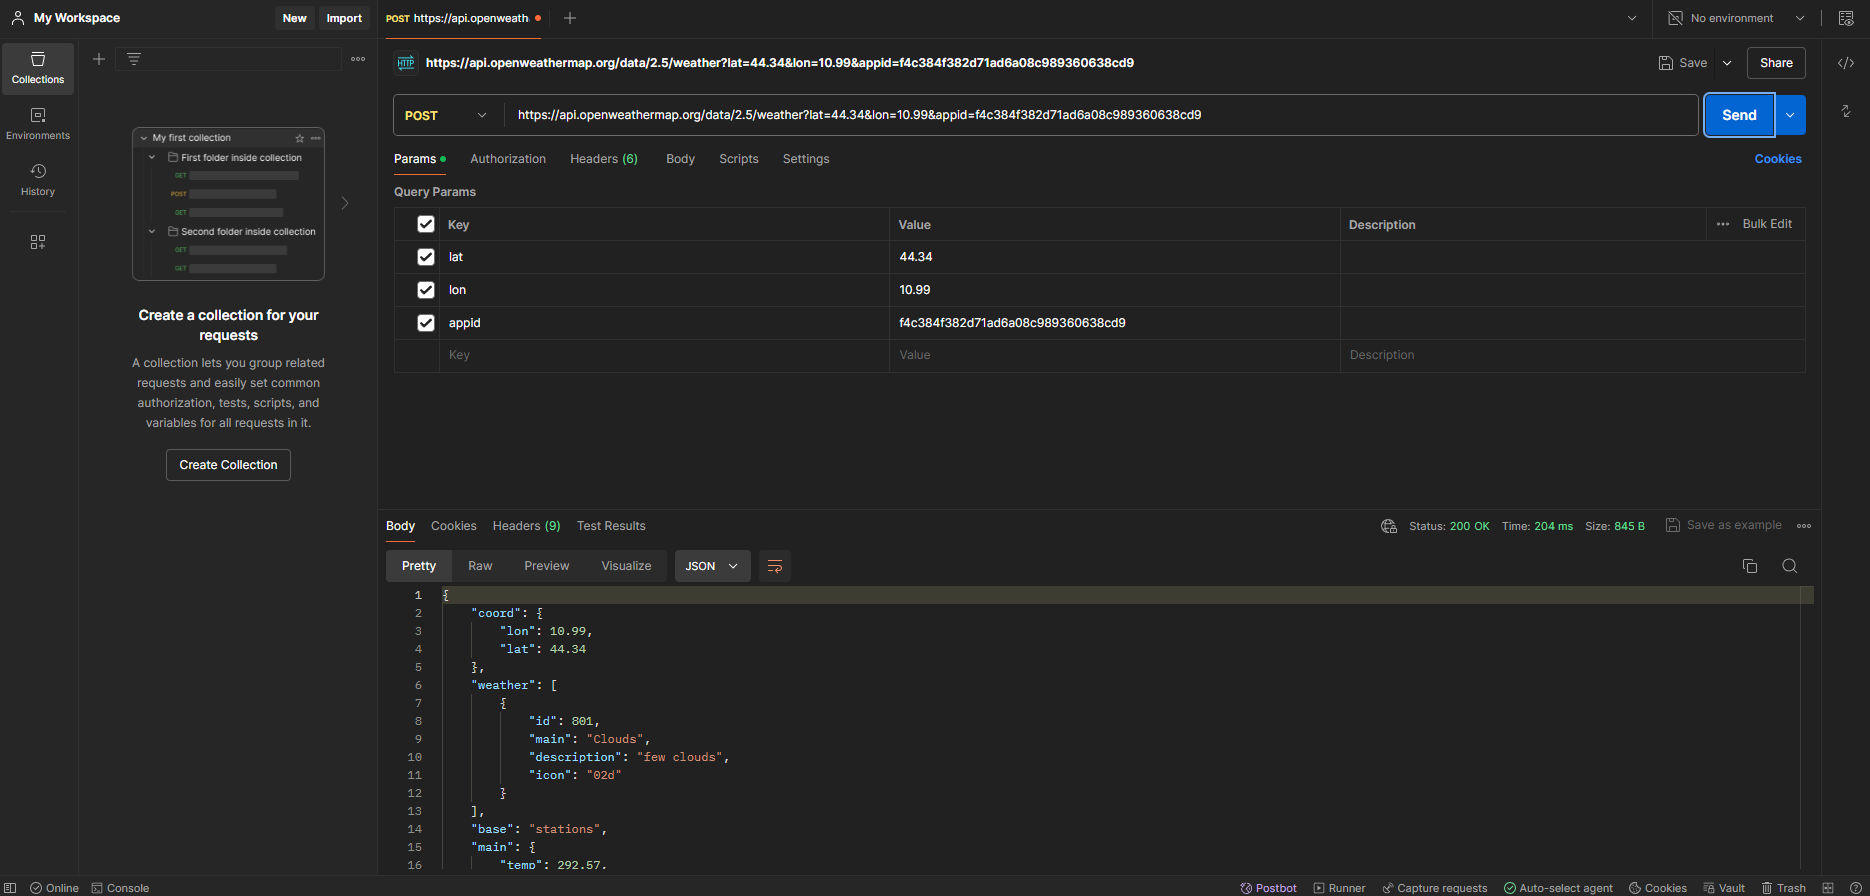 My Workspace
New
Import
POST https://api.openweath
No environment
Collections
Environments
History
My first collection
First folder inside collection
GET
POST
GET
Second folder inside collection
GET
GET
Create a collection for your
requests
A collection lets you group related
requests and easily set common
authorization, tests, scripts, and
variables for all requests in it.
Create Collection
HTTP https://api.openweathermap.org/data/2.5/weather?lat=44.34&lon=10.99&appid=f4c384f382d71ad6a08c989360638cd9
Save
Share
POST
https://api.openweathermap.org/data/2.5/weather?lat=44.34&lon=10.99&appid=f4c384f382d71ad6a08c989360638cd9
Send
Params
Authorization
Headers (6)
Body
Scripts
Settings
Cookies
Query Params
Key Value Description Bulk Edit
lat 44.34
lon 10.99
appid f4c384f382d71ad6a08c989360638cd9
Key Value Description
Body Cookies Headers (9) Test Results
Status: 200 OK Time: 204 ms Size: 845 B
Save as example
Pretty Raw Preview Visualize JSON
1 {
2 "coord": {
3 "lon": 10.99,
4 "lat": 44.34
5 },
6 "weather": [
7 {
8 "id": 801,
9 "main": "Clouds",
10 "description": "few clouds",
11 "icon": "02d"
12 }
13 ],
14 "base": "stations",
15 "main": {
16 "temp": 292.57,
Online
Console
Postbot
Runner
Capture requests
Auto-select agent
Cookies
Vault
Trash